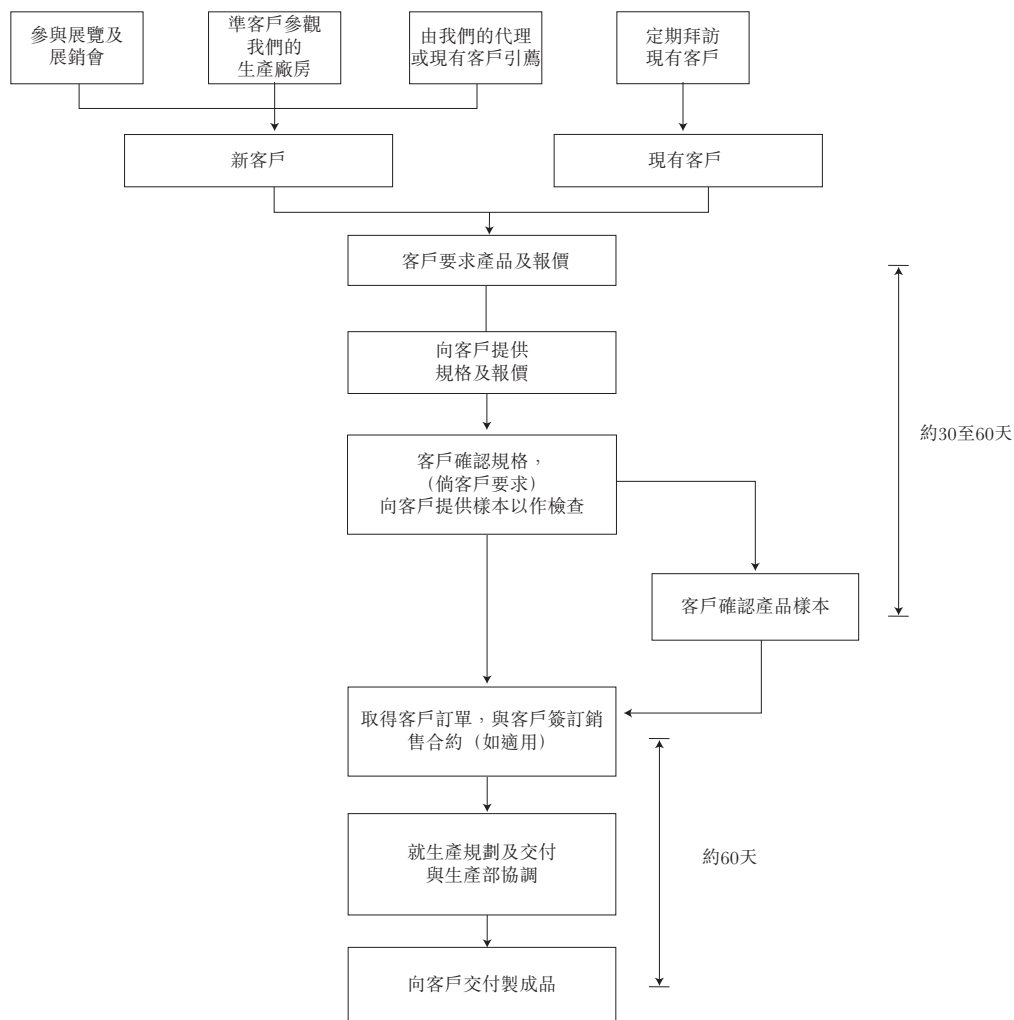 參與展覽及
展銷會
準客戶參觀
我們的
生產廠房
由我們的代理
或現有客戶引薦
定期拜訪
現有客戶
新客戶
現有客戶
客戶要求產品及報價
向客戶提供
規格及報價
約30至60天
客戶確認規格，
（倘客戶要求）
向客戶提供樣本以作檢查
客戶確認產品樣本
取得客戶訂單，與客戶簽訂銷
售合約（如適用）
就生產規劃及交付
與生產部協調
約60天
向客戶交付製成品